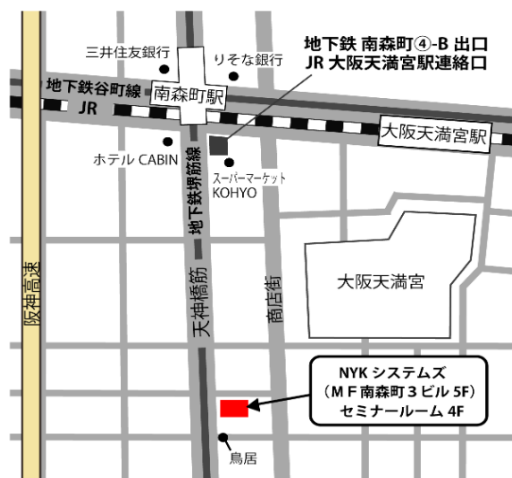 三井住友銀行
りそな銀行
地下鉄 南森町④-B 出口
JR 大阪天満宮駅連絡口
地下鉄谷町線
JR
南森町駅
大阪天満宮駅
ホテル CABIN
スーパーマーケット
KOHYO
地下鉄堺筋線
阪神高速
天神橋筋
商店街
大阪天満宮
NYK システムズ
(MF南森町3ビル 5F)
セミナールーム 4F
鳥居